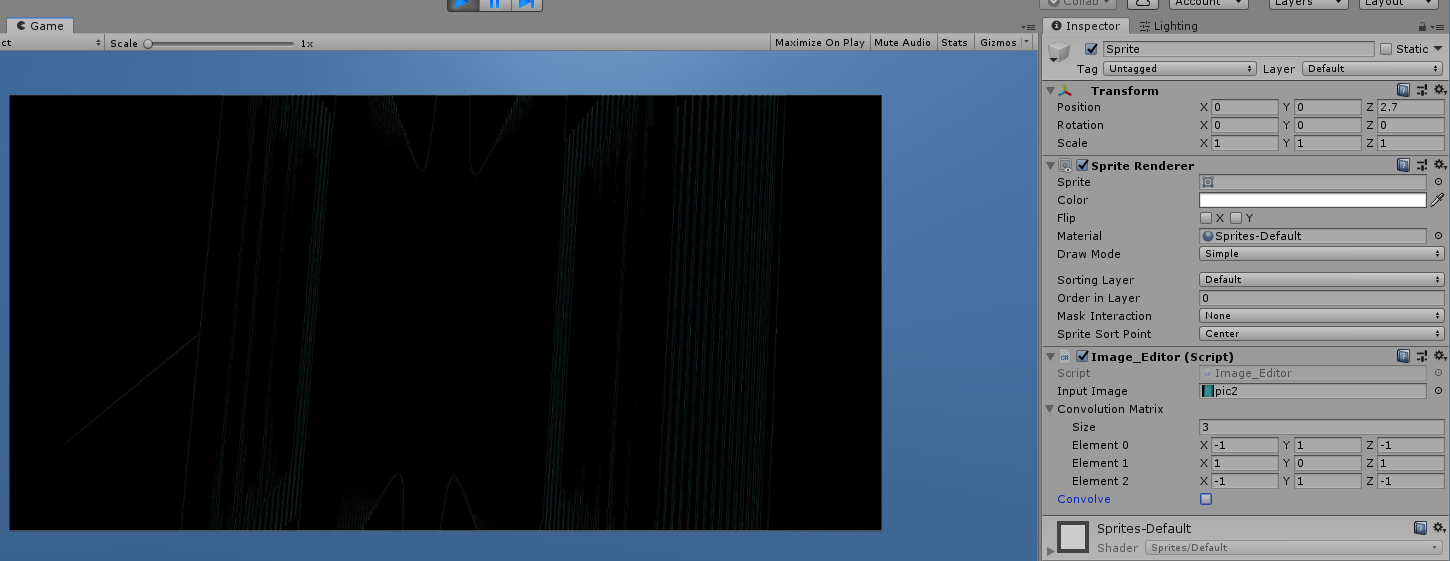 Collab Account Layers Layout
Game
ct Scale 1x Maximize On Play Mute Audio Stats Gizmos
Inspector Lighting
Sprite Static
Tag Untagged Layer Default
Transform
Position X 0 Y 0 Z 2.7
Rotation X 0 Y 0 Z 0
Scale X 1 Y 1 Z 1
Sprite Renderer
Sprite
Color
Flip X Y
Material Sprites-Default
Draw Mode Simple
Sorting Layer Default
Order in Layer 0
Mask Interaction None
Sprite Sort Point Center
Image_Editor (Script)
Script Image_Editor
Input Image pic2
Convolution Matrix
Size 3
Element 0 X -1 Y 1 Z -1
Element 1 X 1 Y 0 Z 1
Element 2 X -1 Y 1 Z -1
Convolve
Sprites-Default
Shader Sprites/Default